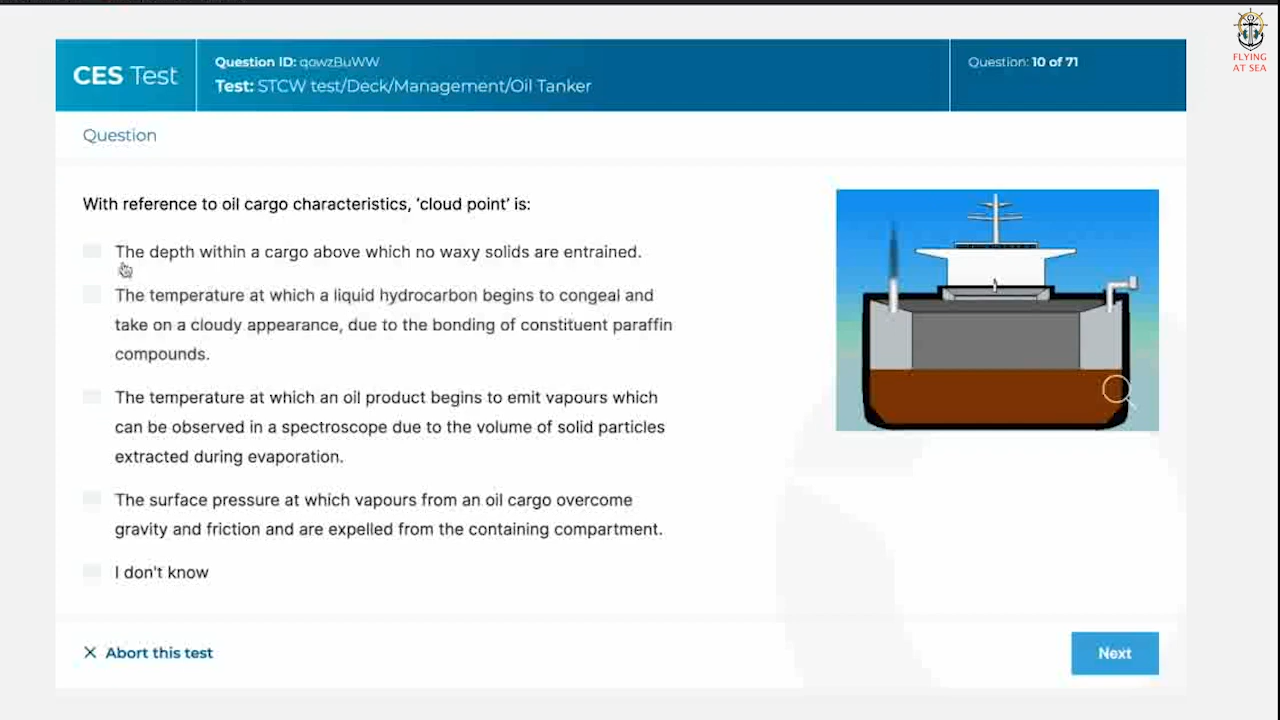 CES Test
Question ID: qowzBuWW
Test: STCW test/Deck/Management/Oil Tanker
Question: 10 of 71
FLYING
AT SEA
Question
With reference to oil cargo characteristics, ‘cloud point’ is:
The depth within a cargo above which no waxy solids are entrained.
The temperature at which a liquid hydrocarbon begins to congeal and
take on a cloudy appearance, due to the bonding of constituent paraffin
compounds.
The temperature at which an oil product begins to emit vapours which
can be observed in a spectroscope due to the volume of solid particles
extracted during evaporation.
The surface pressure at which vapours from an oil cargo overcome
gravity and friction and are expelled from the containing compartment.
I don't know
Abort this test
Next